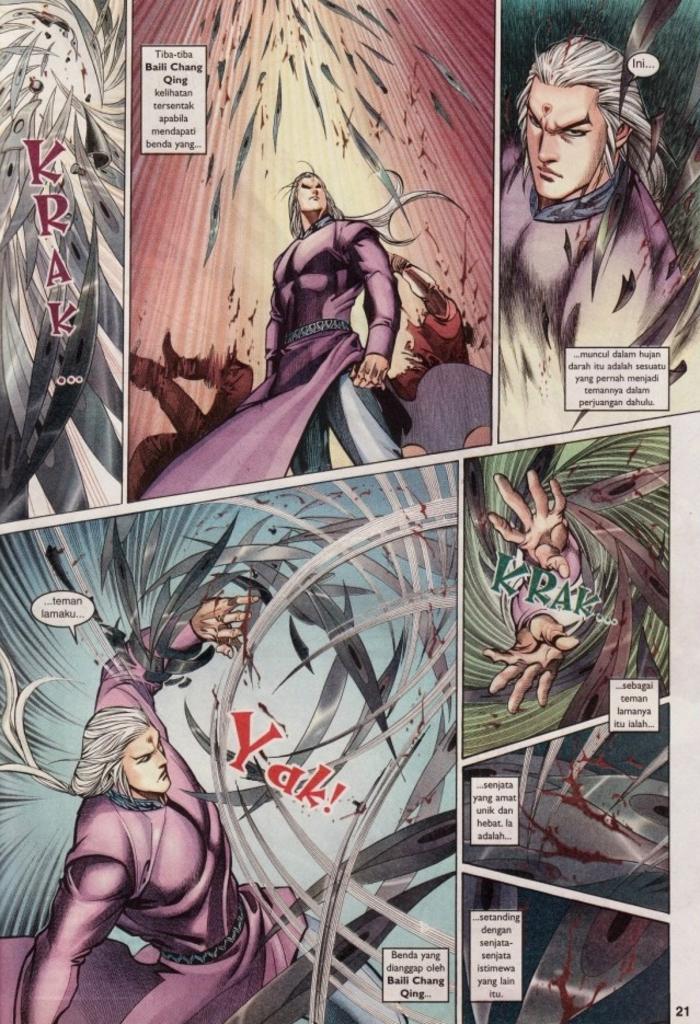 KRAK...
Tiba-tiba
Baili Chang
Qing
kelihatan
tersentak
apabila
mendapati
benda yang...
Ini...
...muncul dalam hujan
darah itu adalah sesuatu
yang pernah menjadi
temannya dalam
perjuangan dahulu.
...teman
lamaku...
Yak!
Benda yang
dianggap oleh
Baili Chang
Qing...
KRAK...
...sebagai
teman
lamanya
itu ialah...
...senjata
yang amat
unik dan
hebat. Ia
adalah...
...setanding
dengan
senjata-
senjata
istimewa
yang lain
itu.
21